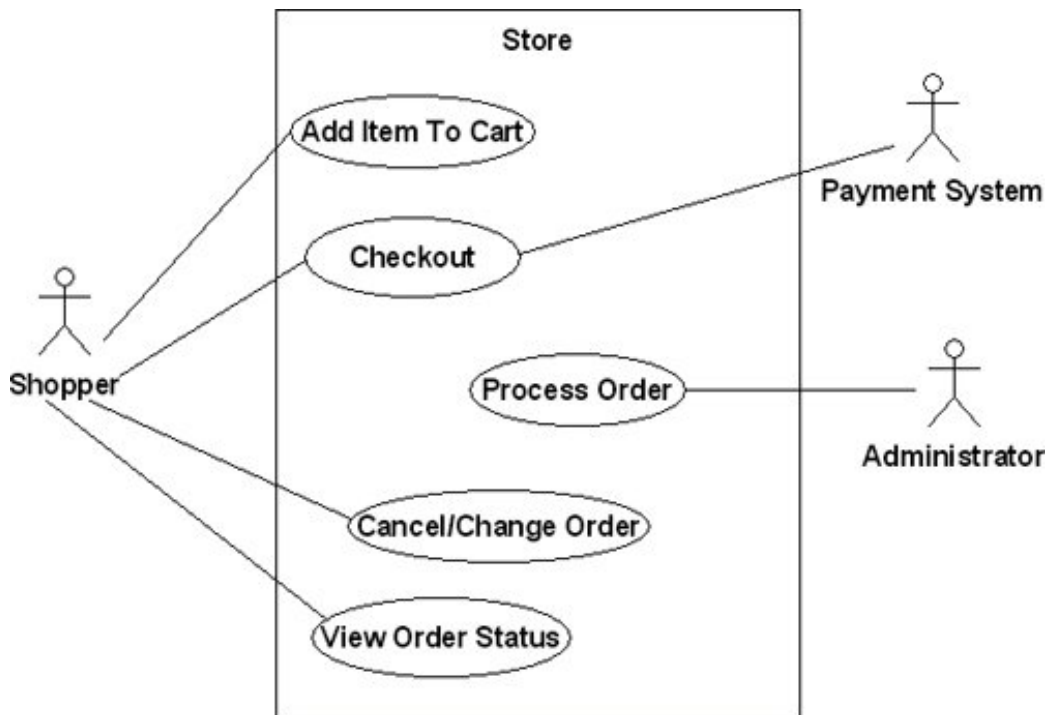 Store
Add Item To Cart
Payment System
Checkout
Shopper
Process Order
Administrator
Cancel/Change Order
View Order Status